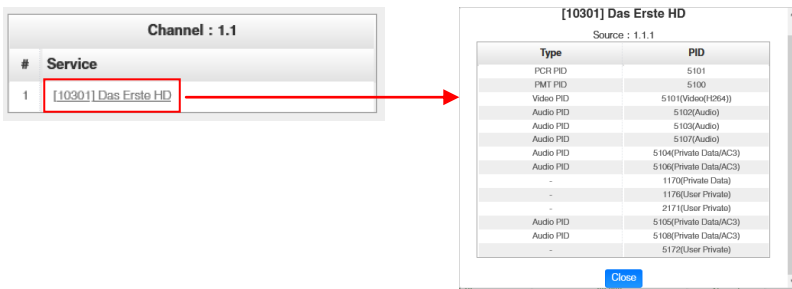 Channel : 1.1
# Service
1 [10301] Das Erste HD
[10301] Das Erste HD
Source : 1.1.1
Type PID
PCR PID 5101
PMT PID 5100
Video PID 5101(Video(H264))
Audio PID 5102(Audio)
Audio PID 5103(Audio)
Audio PID 5107(Audio)
Audio PID 5104(Private Data/AC3)
Audio PID 5106(Private Data/AC3)
- 1170(Private Data)
- 1176(User Private)
- 2171(User Private)
Audio PID 5105(Private Data/AC3)
Audio PID 5108(Private Data/AC3)
- 5172(User Private)
Close